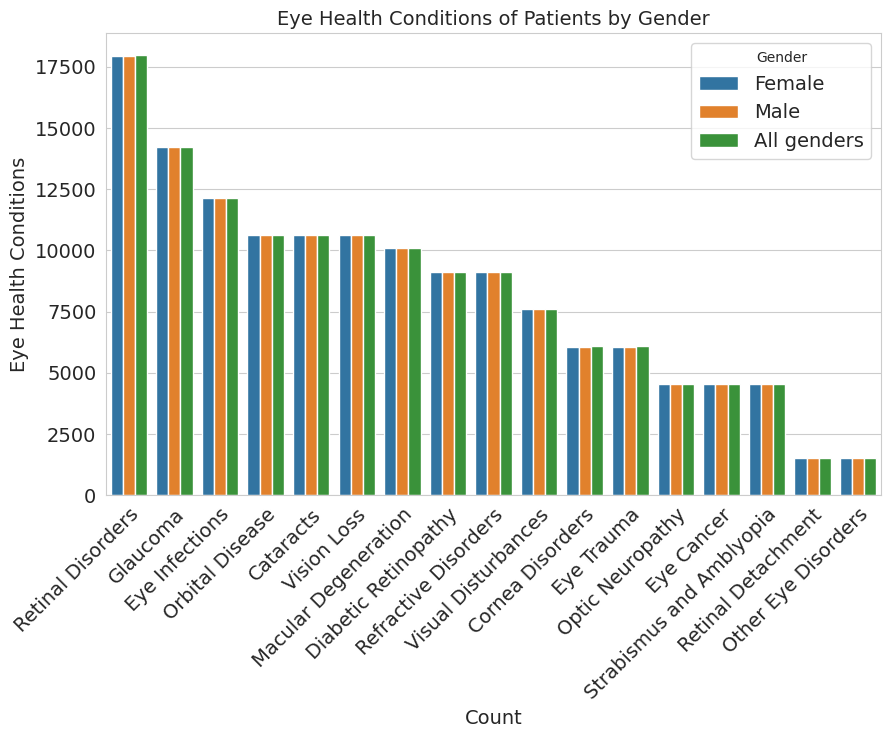 Eye Health Conditions of Patients by Gender
Gender
Female
Male
All genders
Eye Health Conditions
17500
15000
12500
10000
7500
5000
2500
0
Retinal Disorders
Glaucoma
Eye Infections
Orbital Disease
Cataracts
Vision Loss
Macular Degeneration
Diabetic Retinopathy
Refractive Disorders
Visual Disturbances
Cornea Disorders
Eye Trauma
Optic Neuropathy
Eye Cancer
Strabismus and Amblyopia
Retinal Detachment
Other Eye Disorders
Count